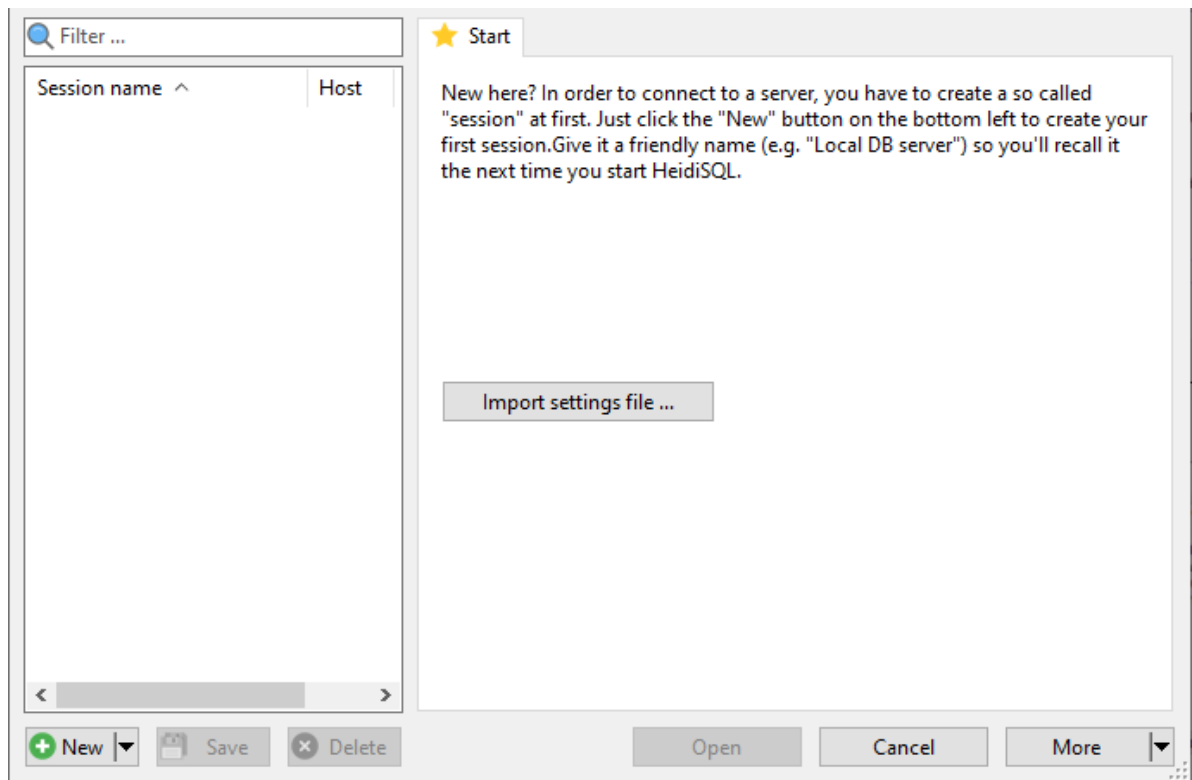 Filter ...
Session name
Host
Start
New here? In order to connect to a server, you have to create a so called
"session" at first. Just click the "New" button on the bottom left to create your
first session.Give it a friendly name (e.g. "Local DB server") so you'll recall it
the next time you start HeidiSQL.
Import settings file ...
New
Save
Delete
Open
Cancel
More